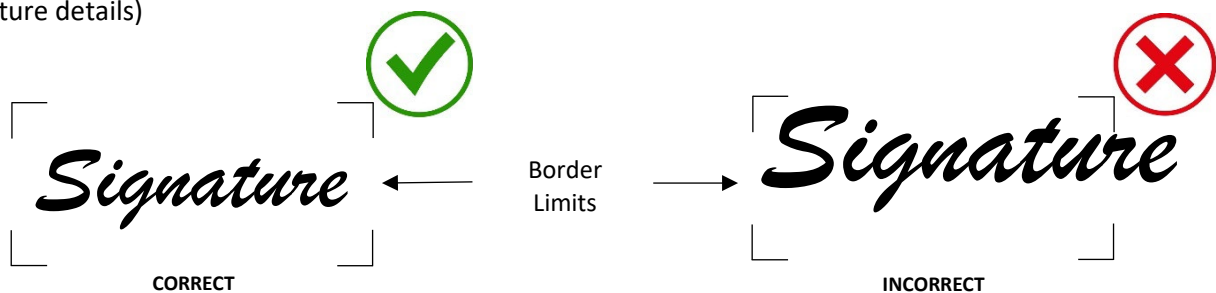 ture details)
Signature
Border
Limits
Signature
CORRECT
INCORRECT